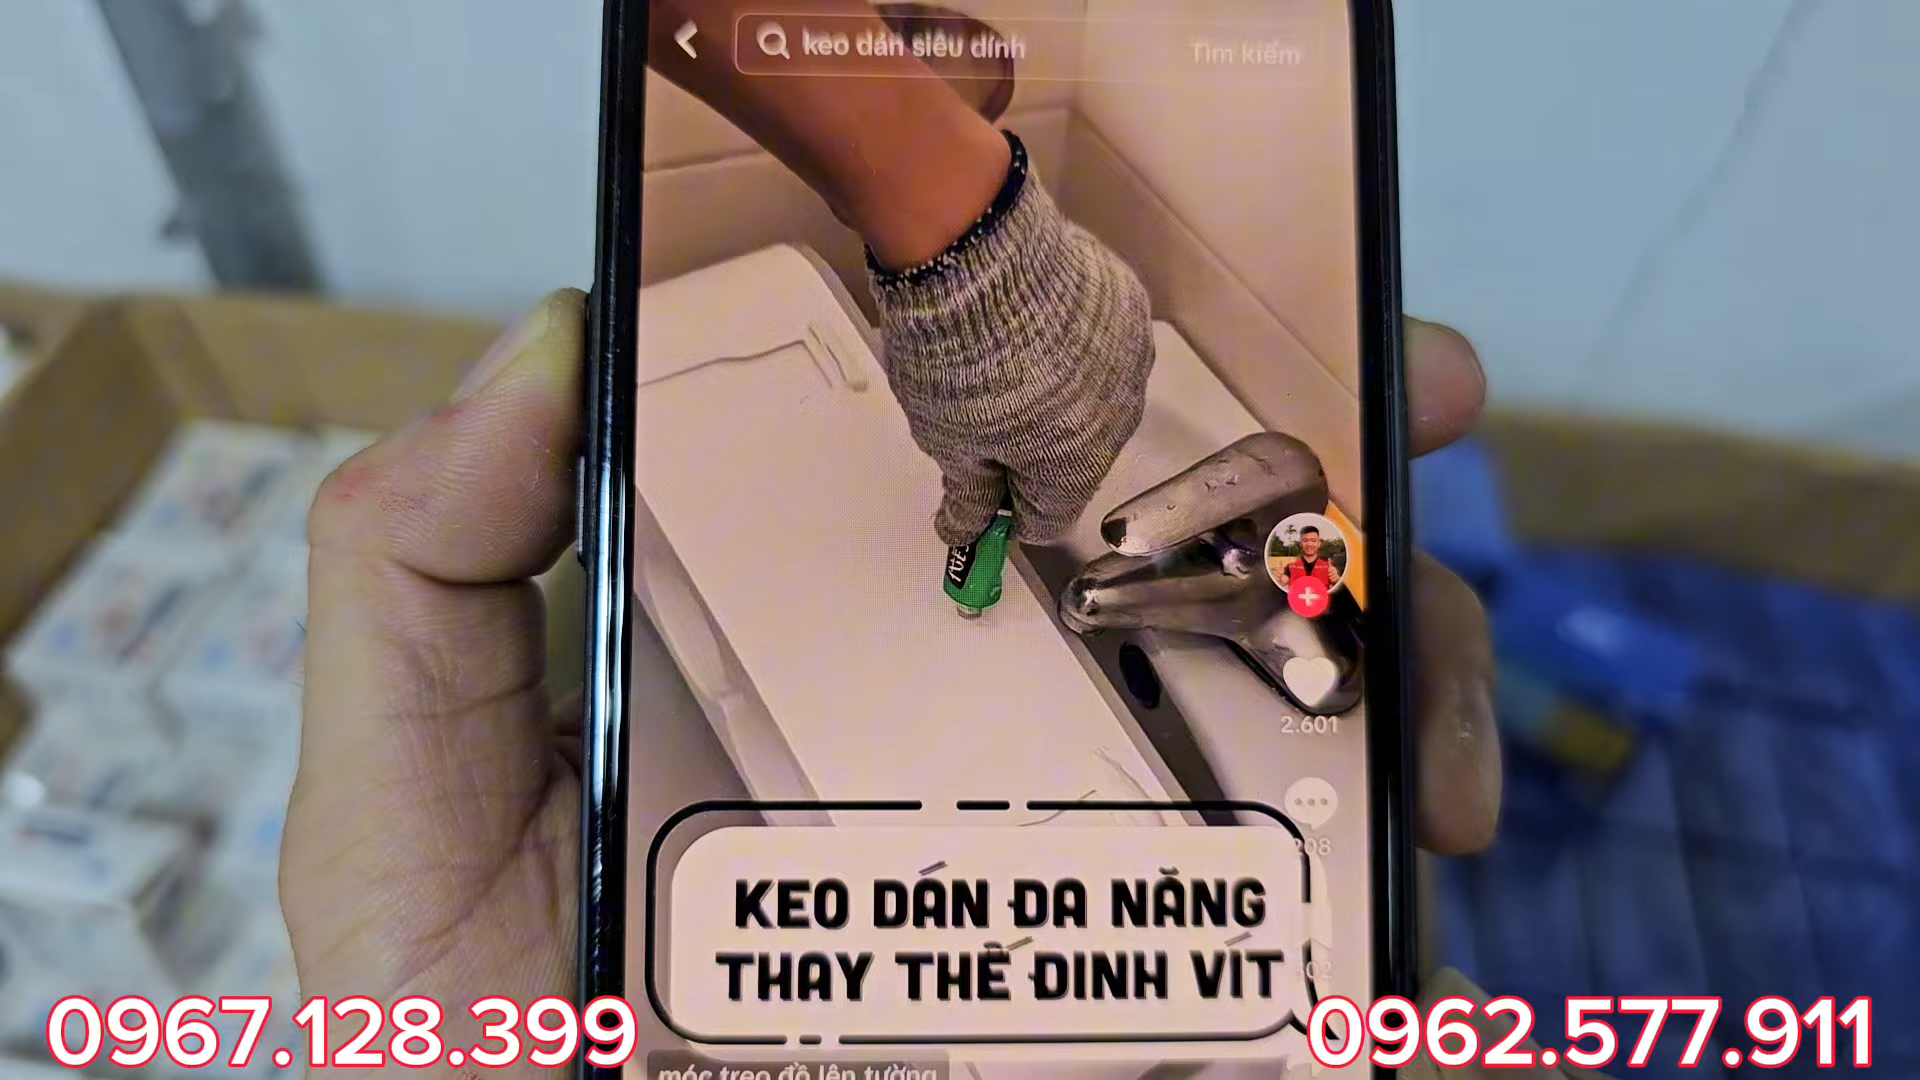 keo dán siêu dính
Tìm kiếm
2.601
208
KEO DÁN ĐA NĂNG
THAY THẾ ĐINH VÍT
móc treo đồ lên tường
0967.128.399
0962.577.911